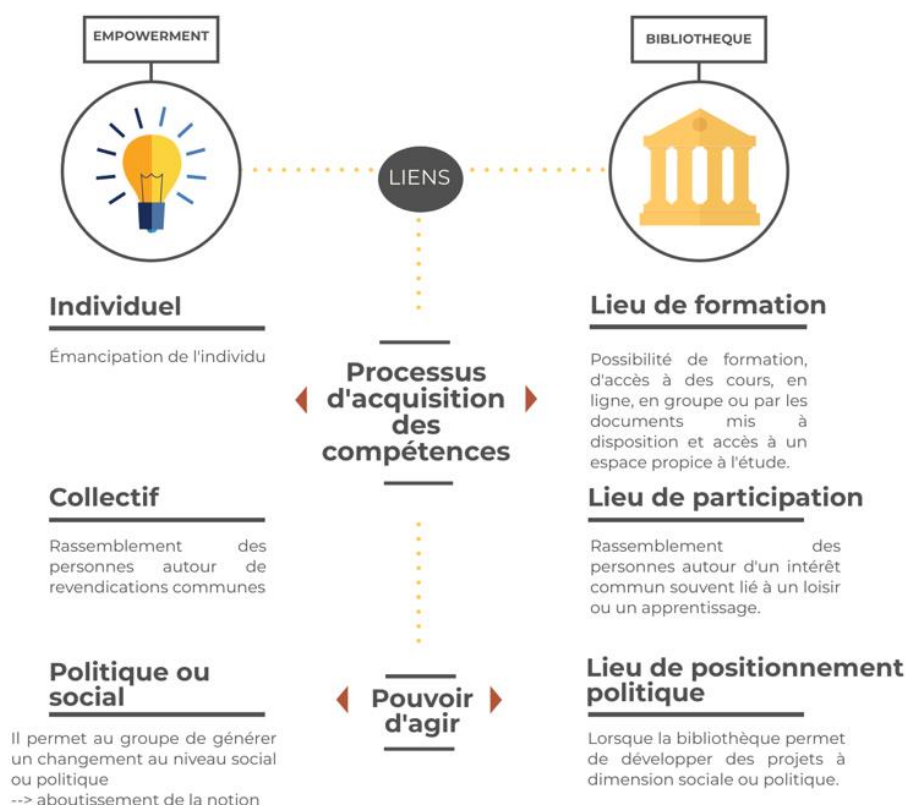 EMPOWERMENT
BIBLIOTHEQUE
LIENS
Individuel
Émancipation de l'individu
Lieu de formation
Possibilité de formation,
d'accès à des cours, en
ligne, en groupe ou par les
documents mis à
disposition et accès à un
espace propice à l'étude.
Processus
d'acquisition
des
compétences
Collectif
Rassemblement des
personnes autour de
revendications communes
Lieu de participation
Rassemblement des
personnes autour d'un intérêt
commun souvent lié à un loisir
ou un apprentissage.
Politique ou
social
Il permet au groupe de générer
un changement au niveau social
ou politique
--> aboutissement de la notion
Pouvoir
d'agir
Lieu de positionnement
politique
Lorsque la bibliothèque permet
de développer des projets à
dimension sociale ou politique.